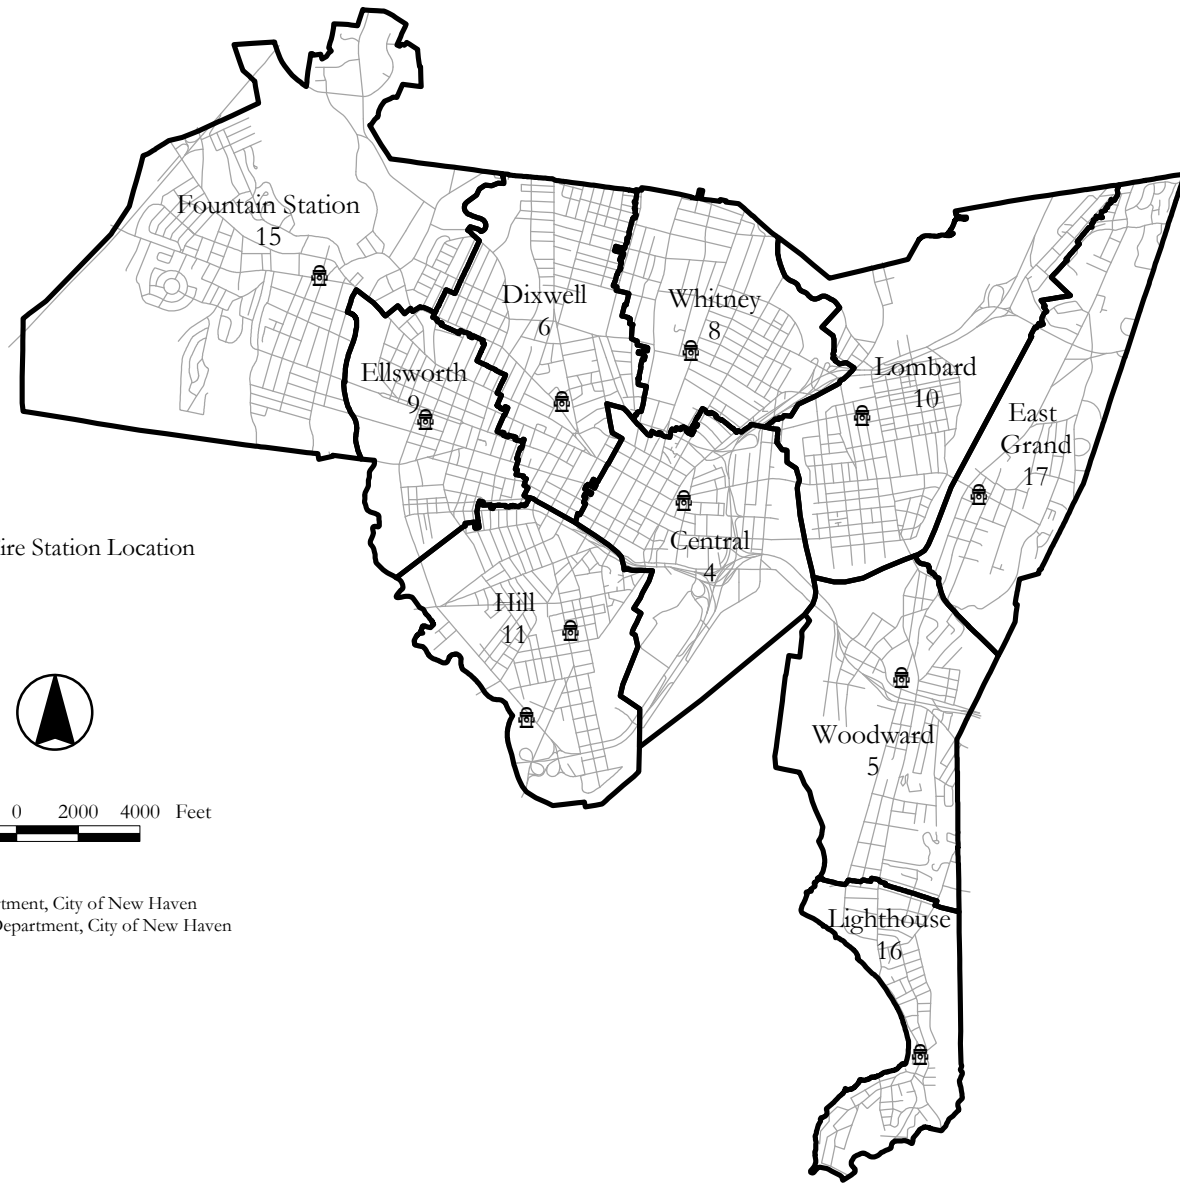 Fountain Station
15
Dixwell
6
Whitney
8
Ellsworth
9
Lombard
10
East
Grand
17
Central
4
ire Station Location
Hill
11
Woodward
5
0 2000 4000 Feet
rtment, City of New Haven
Department, City of New Haven
Lighthouse
16